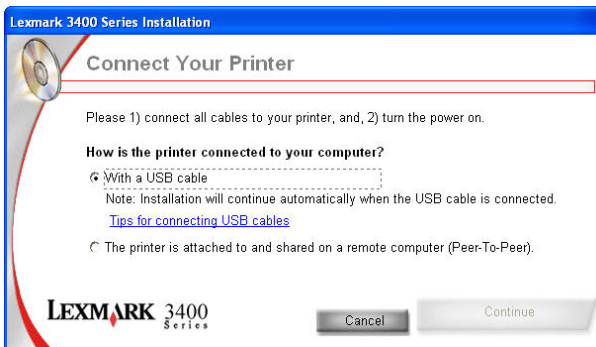 Lexmark 3400 Series Installation
Connect Your Printer
Please 1) connect all cables to your printer, and, 2) turn the power on.
How is the printer connected to your computer?
With a USB cable
Note: Installation will continue automatically when the USB cable is connected.
Tips for connecting USB cables
The printer is attached to and shared on a remote computer (Peer-To-Peer).
LEXMARK 3400
Series
Cancel
Continue